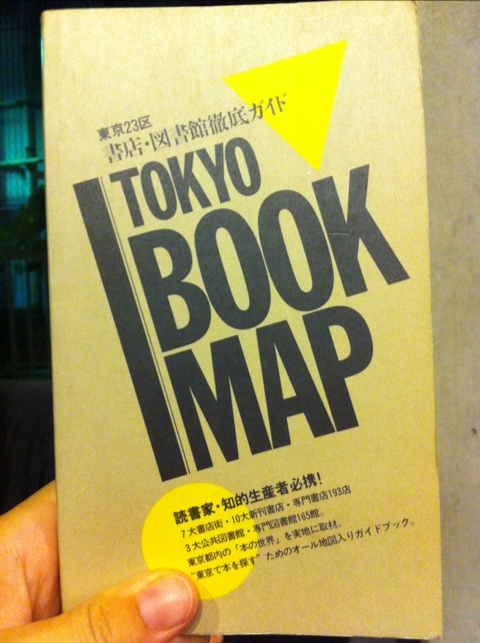 東京23区
書店・図書館徹底ガイド
TOKYO
BOOK
MAP
読書家・知的生産者必携!
7大書店街・10大新刊書店・専門書店193店
3大公共図書館・専門図書館165館。
東京都内の「本の世界」を実地に取材。
“東京で本を探す”ためのオール地図入りガイドブック。